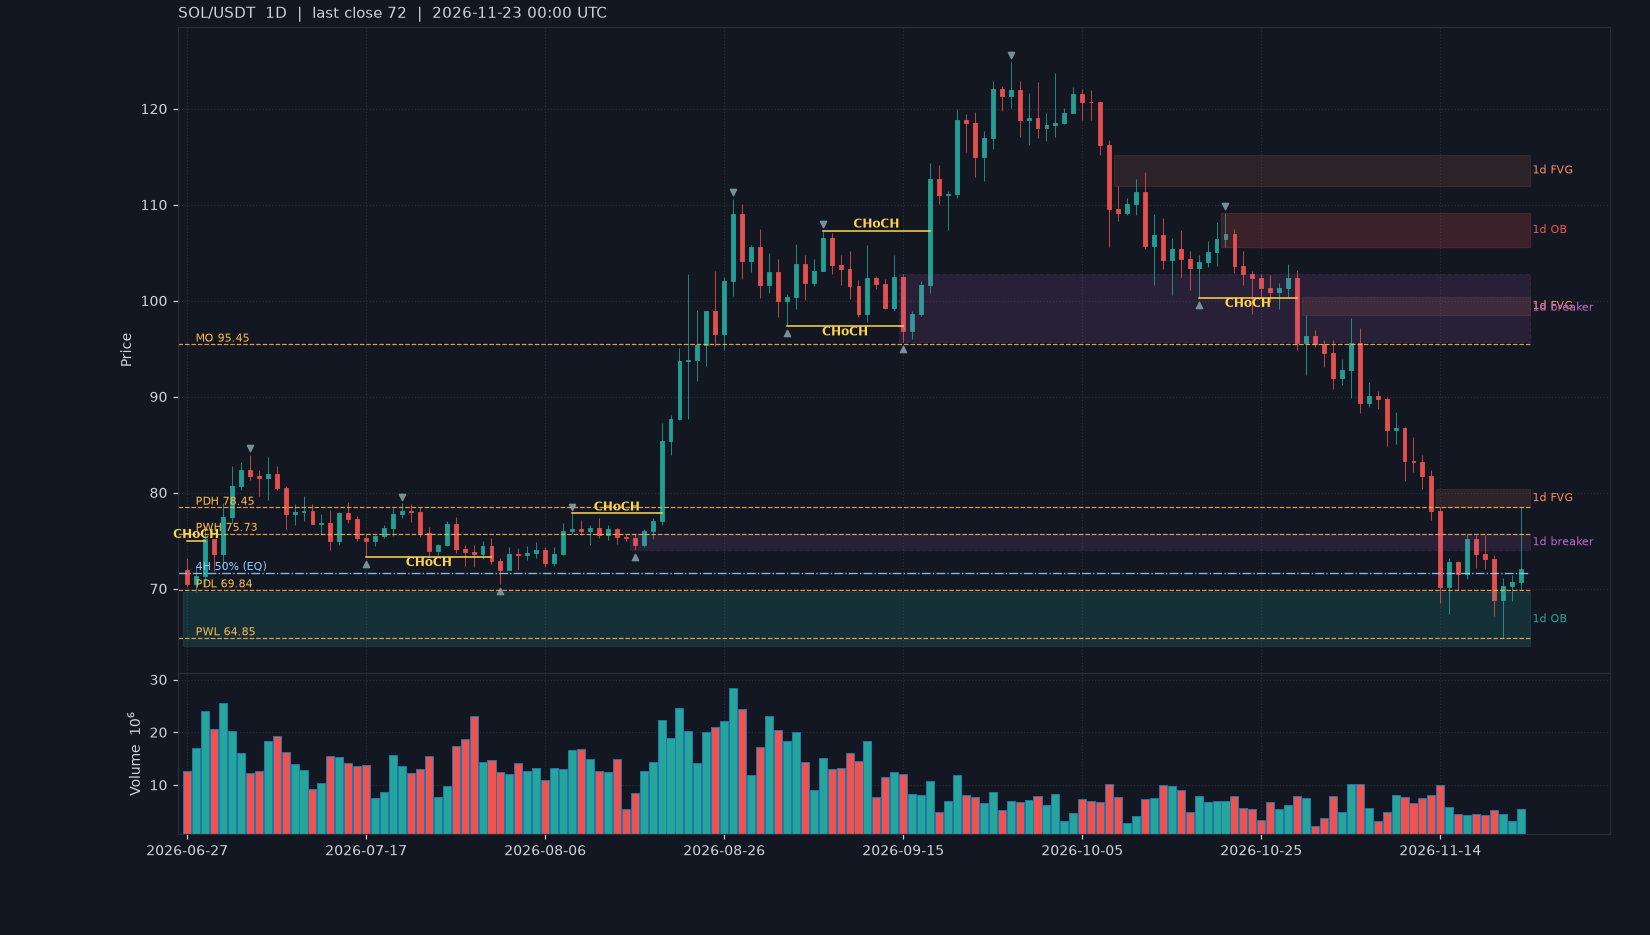 SOL/USDT 1D | last close 72 | 2026-11-23 00:00 UTC
Price
120
110
100
90
80
70
1d FVG
1d OB
CHoCH
CHoCH
CHoCH
1d FVG
1d breaker
MO 95.45
PDH 78.45
CHoCH
1d FVG
PWH 75.73
CHoCH
1d breaker
CHoCH
4H 50% (EQ)
PDL 69.84
PWL 64.85
1d OB
Volume 10⁶
30
20
10
2026-06-27
2026-07-17
2026-08-06
2026-08-26
2026-09-15
2026-10-05
2026-10-25
2026-11-14